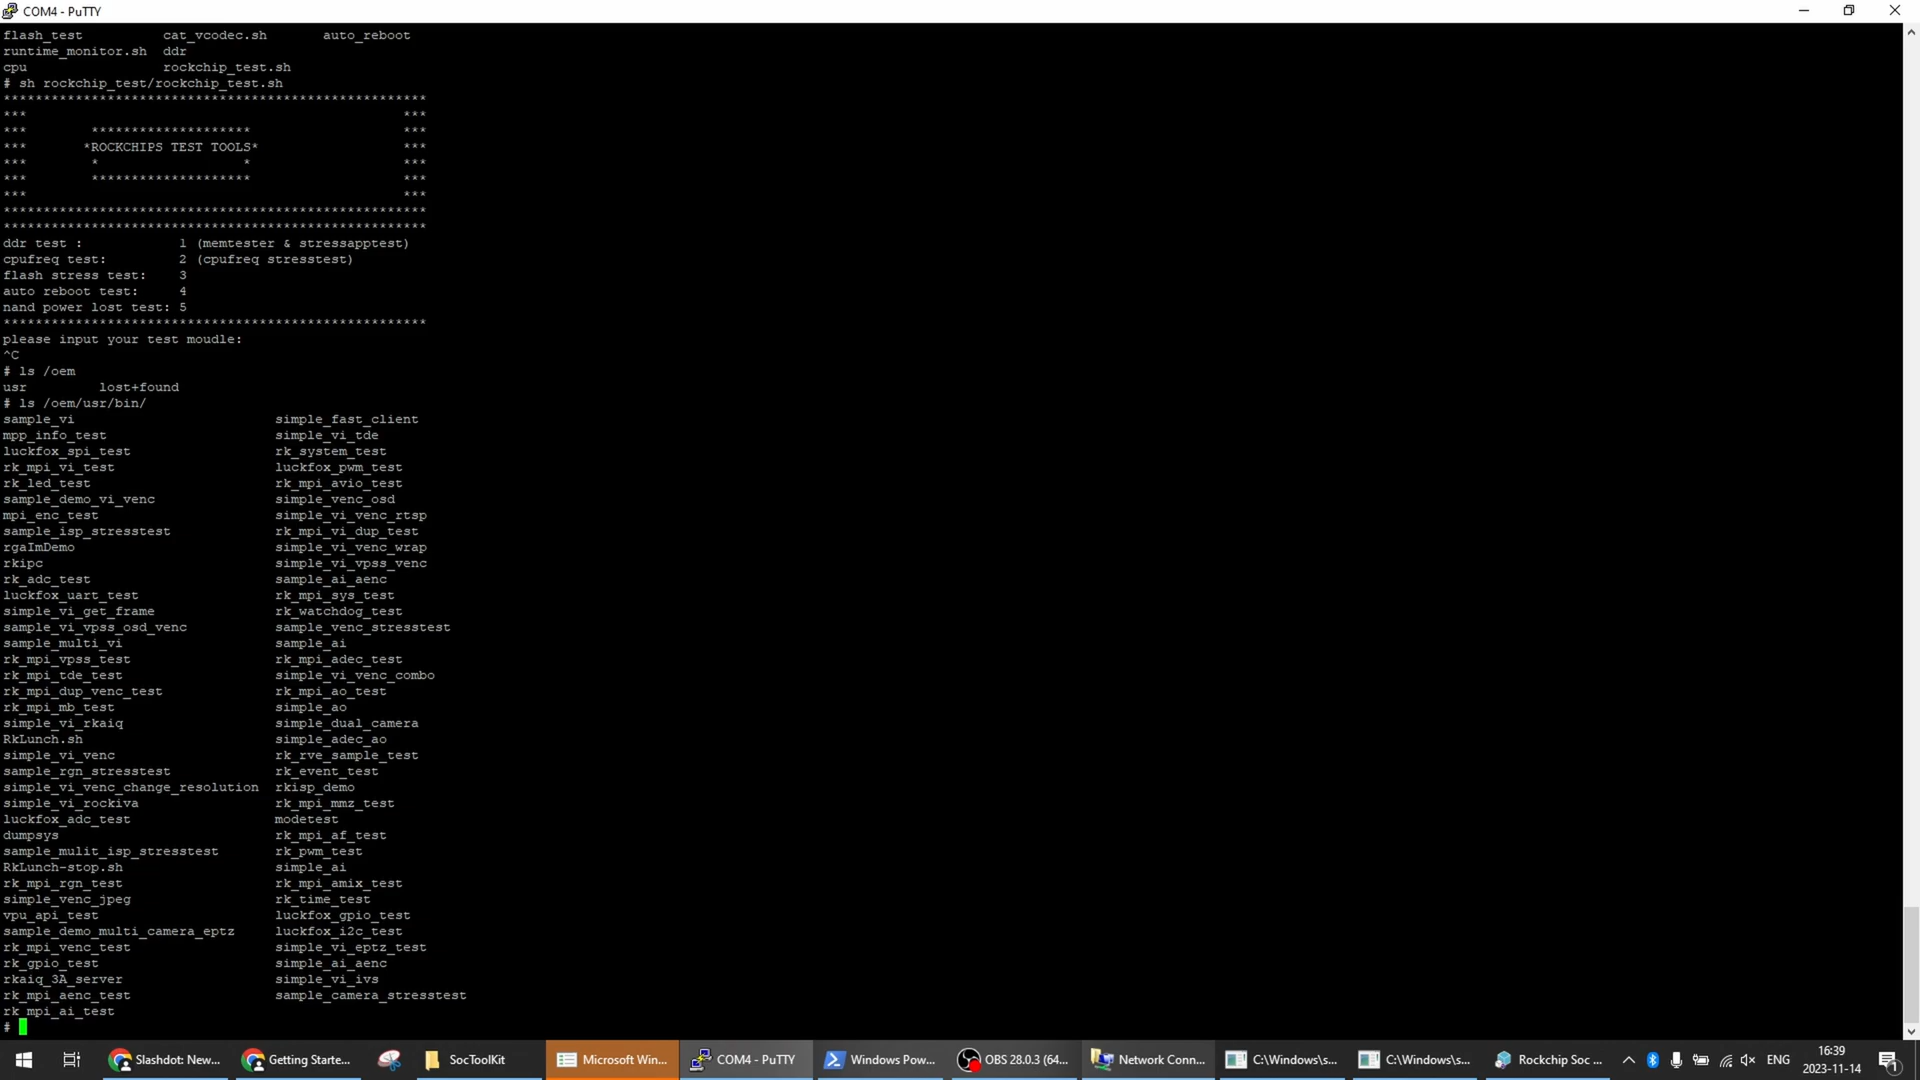 COM4 - PuTTY
flash_test          cat_vcodec.sh       auto_reboot
runtime_monitor.sh  ddr
cpu                 rockchip_test.sh
# sh rockchip_test/rockchip_test.sh
*****************************************************
***                                               ***
***        ********************                   ***
***       *ROCKCHIPS TEST TOOLS*                  ***
***        *                  *                   ***
***        ********************                   ***
***                                               ***
*****************************************************
*****************************************************
ddr test :            1 (memtester & stressapptest)
cpufreq test:         2 (cpufreq stresstest)
flash stress test:    3
auto reboot test:     4
nand power lost test: 5
*****************************************************
please input your test moudle:
^C
# ls /oem
usr         lost+found
# ls /oem/usr/bin/
sample_vi                         simple_fast_client
mpp_info_test                     simple_vi_tde
luckfox_spi_test                  rk_system_test
rk_mpi_vi_test                    luckfox_pwm_test
rk_led_test                       rk_mpi_avio_test
sample_demo_vi_venc               simple_venc_osd
mpi_enc_test                      simple_vi_venc_rtsp
sample_isp_stresstest             rk_mpi_vi_dup_test
rgaImDemo                         simple_vi_venc_wrap
rkipc                             simple_vi_vpss_venc
rk_adc_test                       sample_ai_aenc
luckfox_uart_test                 rk_mpi_sys_test
simple_vi_get_frame               rk_watchdog_test
sample_vi_vpss_osd_venc           sample_venc_stresstest
sample_multi_vi                   sample_ai
rk_mpi_vpss_test                  rk_mpi_adec_test
rk_mpi_tde_test                   simple_vi_venc_combo
rk_mpi_dup_venc_test              rk_mpi_ao_test
rk_mpi_mb_test                    simple_ao
simple_vi_rkaiq                   simple_dual_camera
RkLunch.sh                        simple_adec_ao
simple_vi_venc                    rk_rve_sample_test
sample_rgn_stresstest             rk_event_test
simple_vi_venc_change_resolution  rkisp_demo
simple_vi_rockiva                 rk_mpi_mmz_test
luckfox_adc_test                  modetest
dumpsys                           rk_mpi_af_test
sample_mulit_isp_stresstest       rk_pwm_test
RkLunch-stop.sh                   simple_ai
rk_mpi_rgn_test                   rk_mpi_amix_test
simple_venc_jpeg                  rk_time_test
vpu_api_test                      luckfox_gpio_test
sample_demo_multi_camera_eptz     luckfox_i2c_test
rk_mpi_venc_test                  simple_vi_eptz_test
rk_gpio_test                      simple_ai_aenc
rkaiq_3A_server                   simple_vi_ivs
rk_mpi_aenc_test                  sample_camera_stresstest
rk_mpi_ai_test
#
Slashdot: New... Getting Starte... SocToolKit Microsoft Win... COM4 - PuTTY Windows Pow... OBS 28.0.3 (64... Network Conn... C:\Windows\s... C:\Windows\s... Rockchip Soc ... ENG 16:39
2023-11-14 1